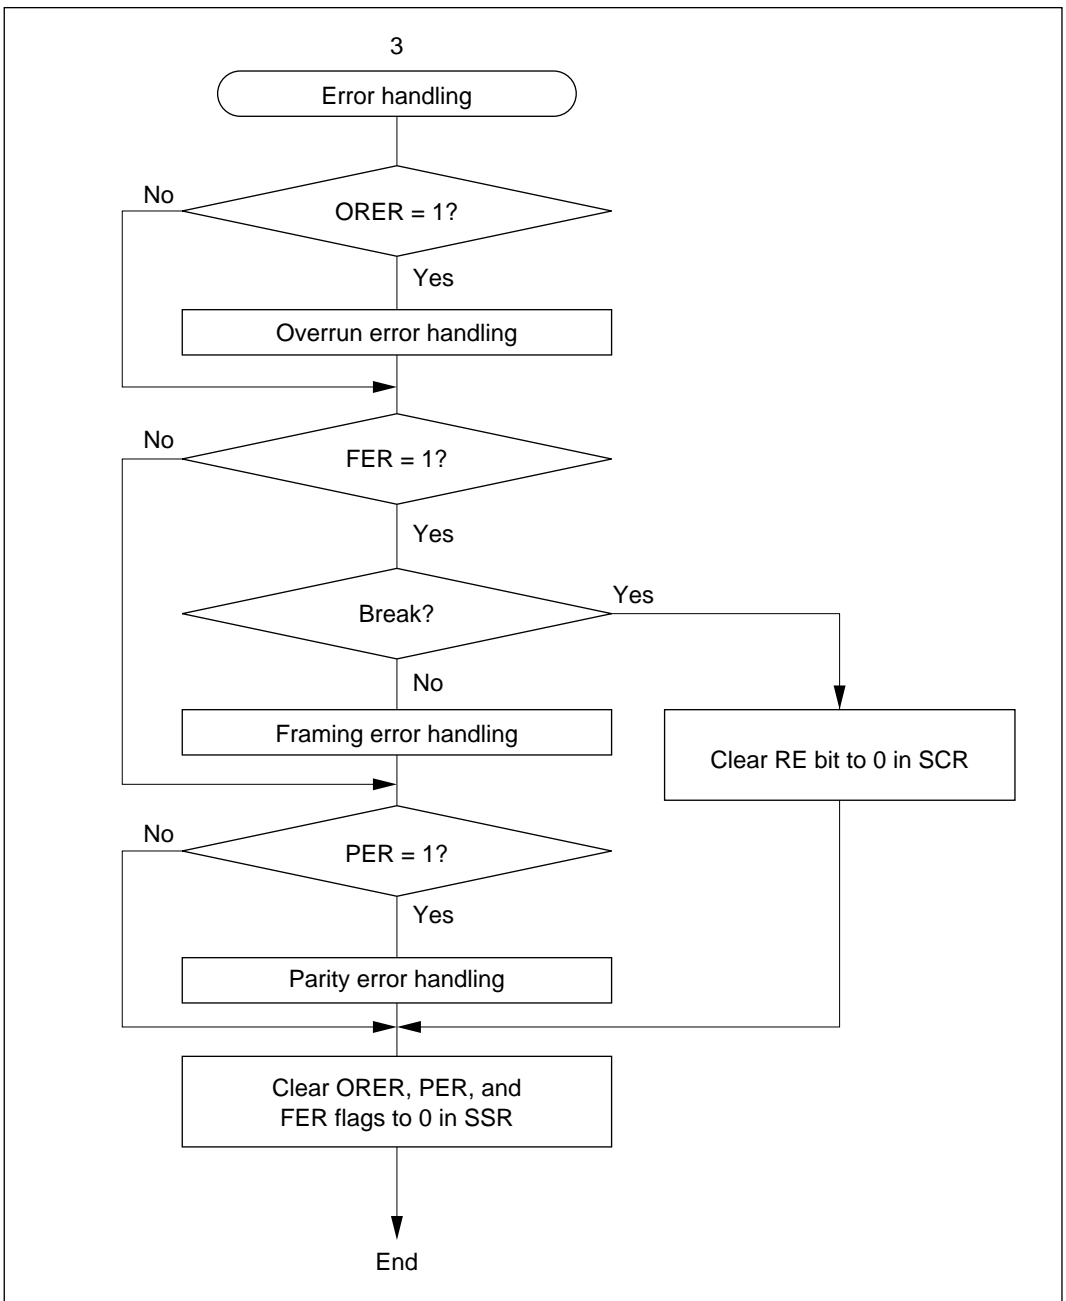 3
Error handling
No
ORER = 1?
Yes
Overrun error handling
No
FER = 1?
Yes
Break?
Yes
No
Framing error handling
Clear RE bit to 0 in SCR
No
PER = 1?
Yes
Parity error handling
Clear ORER, PER, and
FER flags to 0 in SSR
End